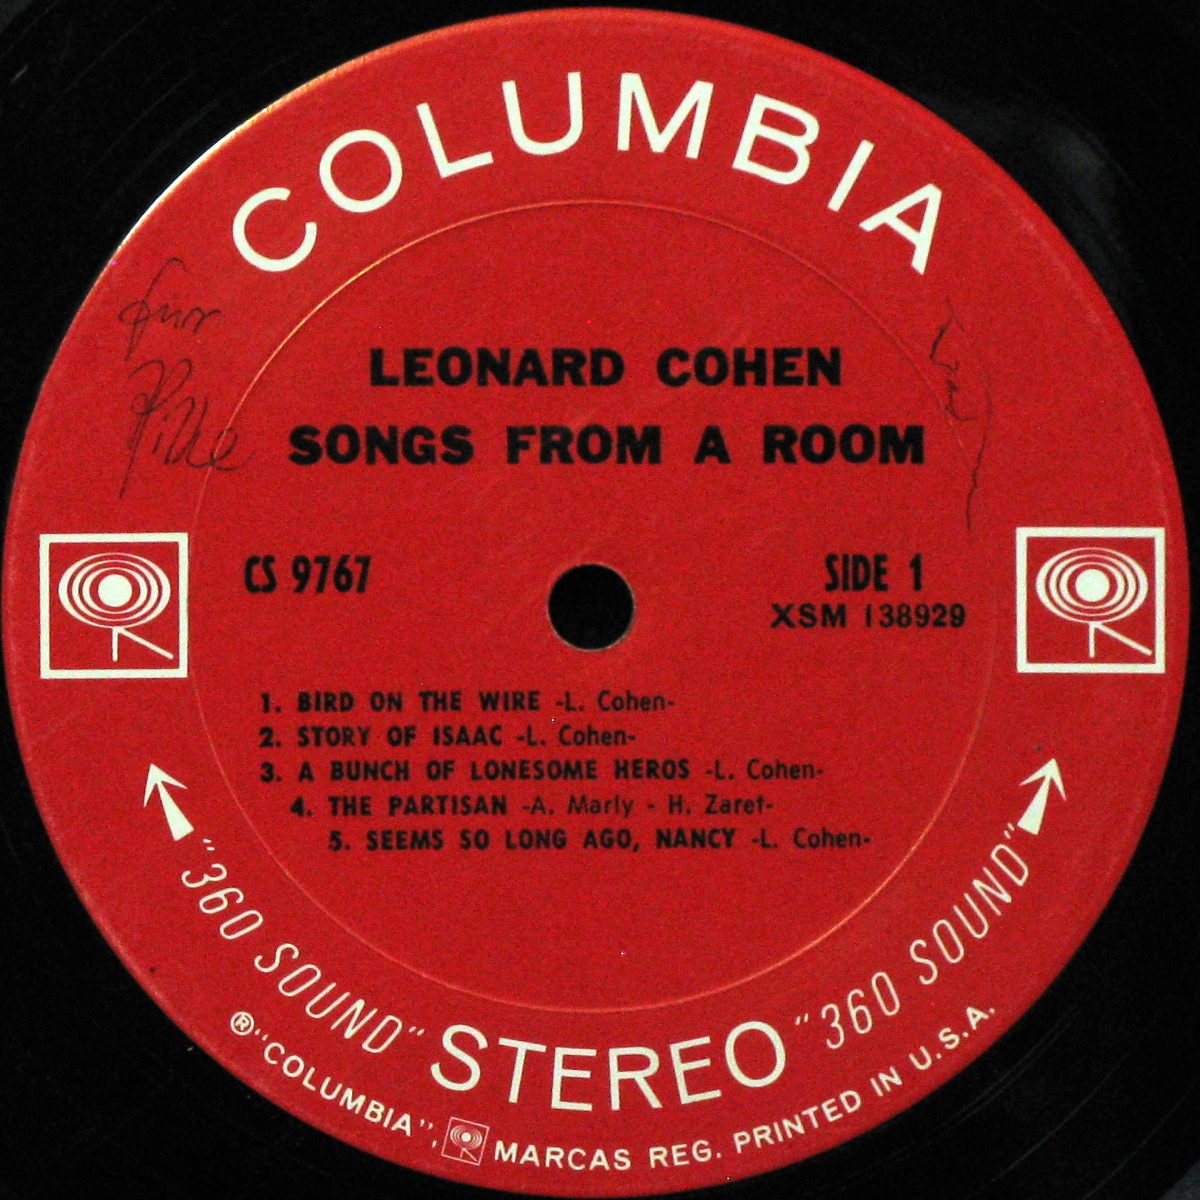 COLUMBIA
LEONARD COHEN
SONGS FROM A ROOM
CS 9767
SIDE 1
XSM 138929
1. BIRD ON THE WIRE -L. Cohen-
2. STORY OF ISAAC -L. Cohen-
3. A BUNCH OF LONESOME HEROS -L. Cohen-
4. THE PARTISAN -A. Marly - H. Zaret-
5. SEEMS SO LONG AGO, NANCY -L. Cohen-
"360 SOUND" STEREO "360 SOUND"
® "COLUMBIA", MARCAS REG. PRINTED IN U.S.A.